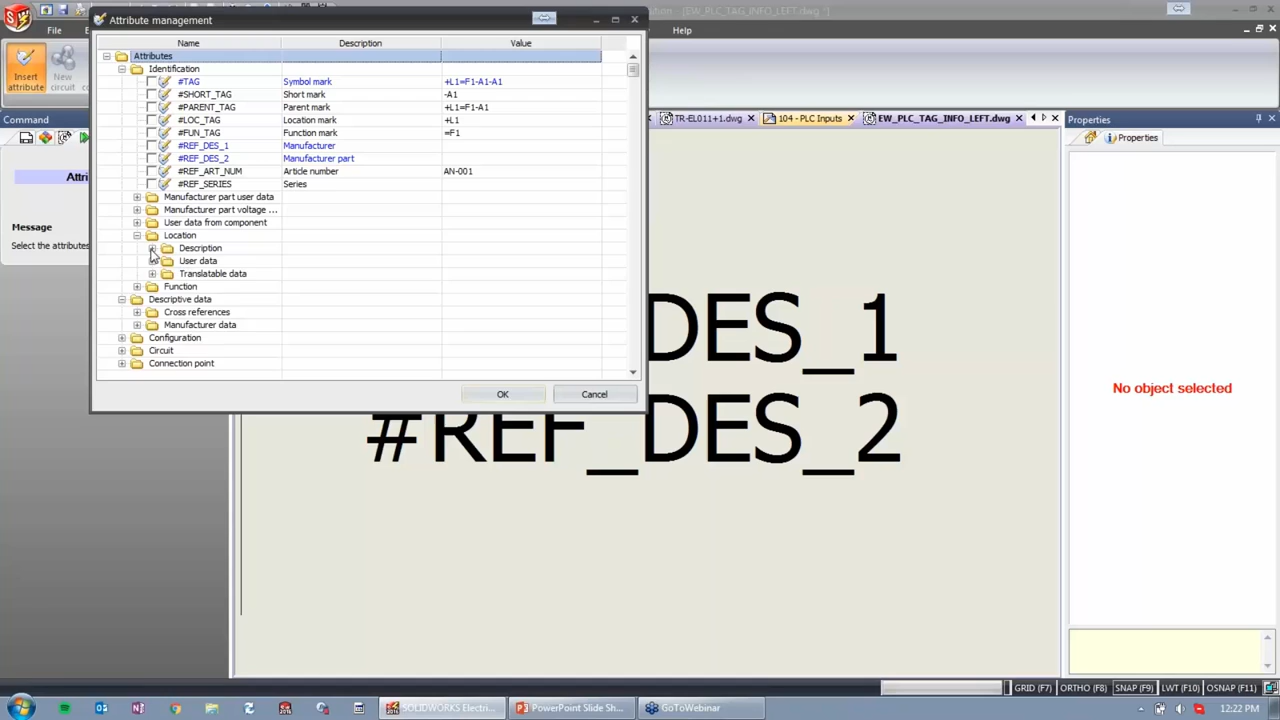 [EW_PLC_TAG_INFO_LEFT]
Attribute management
File
Help
Insert attribute
New circuit
Command
Attri
Message
Select the attributes
Name Description Value
Attributes
Identification
#TAG Symbol mark +L1=F1-A1-A1
#SHORT_TAG Short mark -A1
#PARENT_TAG Parent mark +L1=F1-A1
#LOC_TAG Location mark +L1
#FUN_TAG Function mark =F1
#REF_DES_1 Manufacturer
#REF_DES_2 Manufacturer part
#REF_ART_NUM Article number AN-001
#REF_SERIES Series
Manufacturer part user data
Manufacturer part voltage ...
User data from component
Location
Description
User data
Translatable data
Function
Descriptive data
Cross references
Manufacturer data
Configuration
Circuit
Connection point
OK Cancel
TR-EL011+1.dwg 104 - PLC Inputs EW_PLC_TAG_INFO_LEFT.dwg
Properties
Properties
No object selected
DES_1
#REF_DES_2
GRID (F7) ORTHO (F8) SNAP (F9) LWT (F10) OSNAP (F11)
SOLIDWORKS Electri... PowerPoint Slide Sh... GoToWebinar 12:22 PM